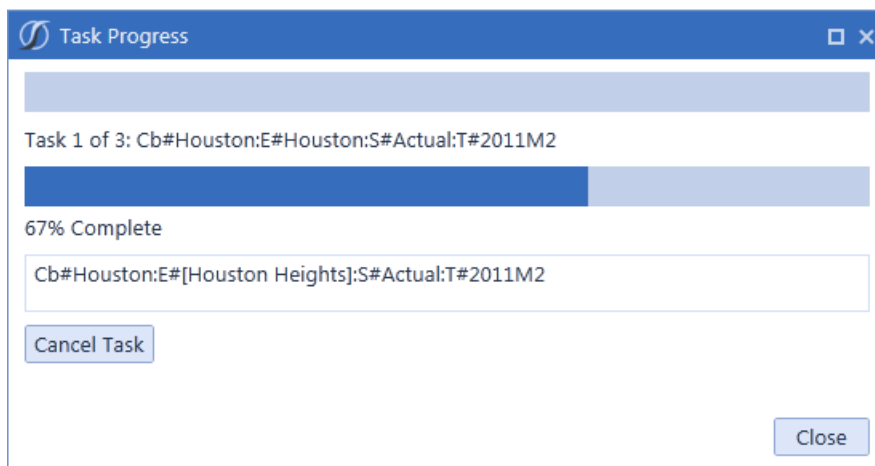 Task Progress
Task 1 of 3: Cb#Houston:E#Houston:S#Actual:T#2011M2
67% Complete
Cb#Houston:E#[Houston Heights]:S#Actual:T#2011M2
Cancel Task
Close